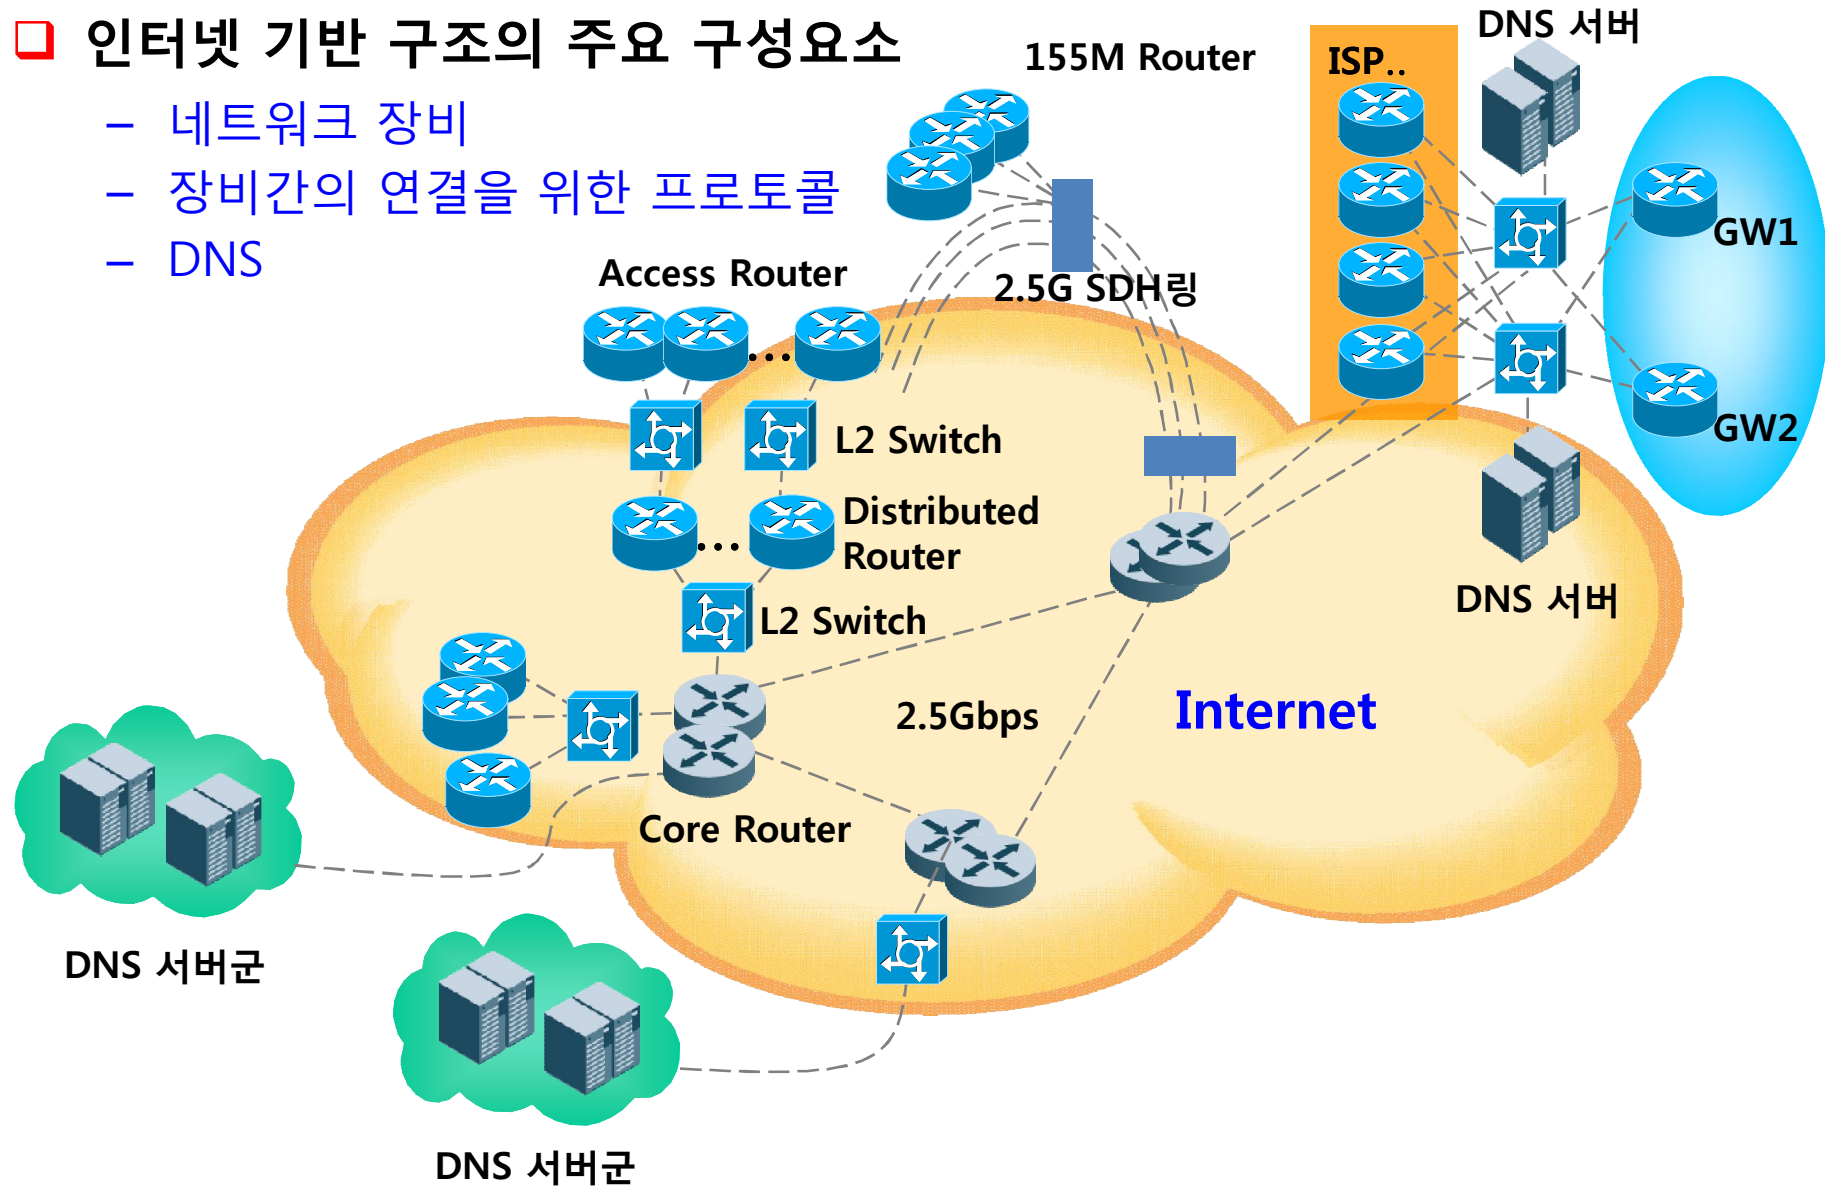 ❑ 인터넷 기반 구조의 주요 구성요소
– 네트워크 장비
– 장비간의 연결을 위한 프로토콜
– DNS
155M Router
ISP..
DNS 서버
GW1
Access Router
2.5G SDH링
L2 Switch
GW2
Distributed
Router
DNS 서버
L2 Switch
2.5Gbps
Internet
Core Router
DNS 서버군
DNS 서버군